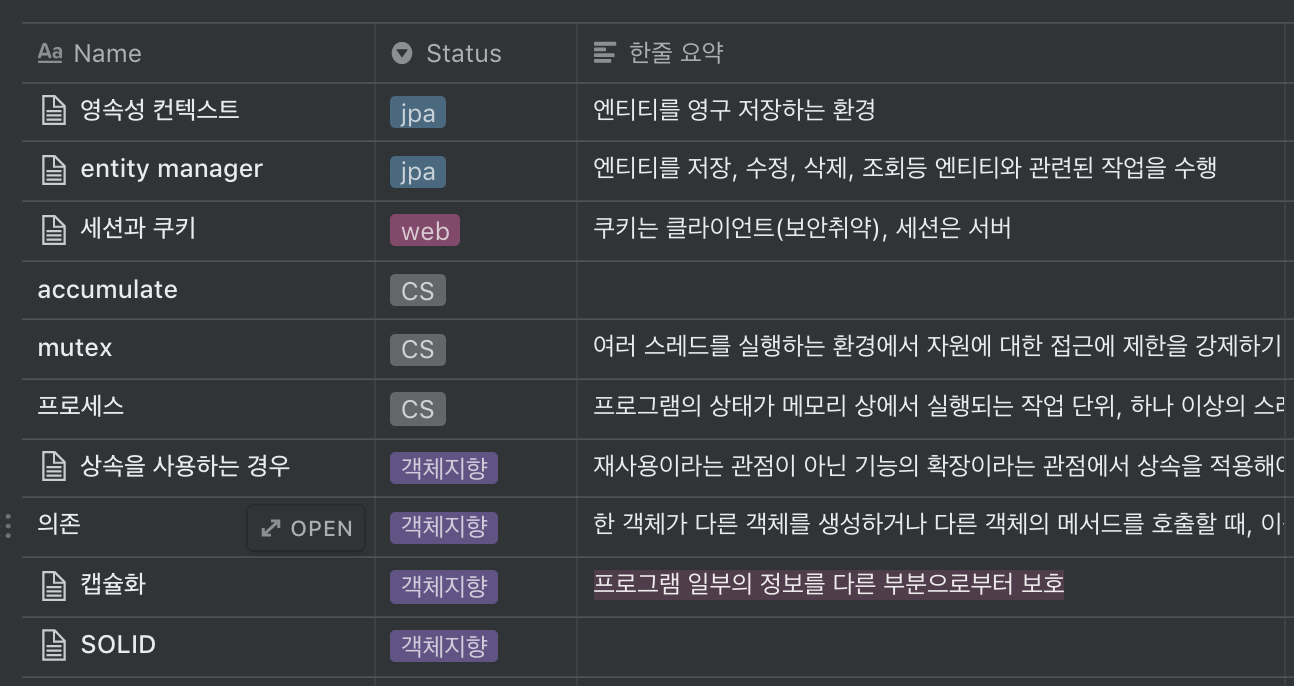 Aa Name Status 한줄 요약
영속성 컨텍스트 jpa 엔티티를 영구 저장하는 환경
entity manager jpa 엔티티를 저장, 수정, 삭제, 조회등 엔티티와 관련된 작업을 수행
세션과 쿠키 web 쿠키는 클라이언트(보안취약), 세션은 서버
accumulate CS
mutex CS 여러 스레드를 실행하는 환경에서 자원에 대한 접근에 제한을 강제하기
프로세스 CS 프로그램의 상태가 메모리 상에서 실행되는 작업 단위, 하나 이상의
상속을 사용하는 경우 객체지향 재사용이라는 관점이 아닌 기능의 확장이라는 관점에서 상속을
의존 OPEN 객체지향 한 객체가 다른 객체를 생성하거나 다른 객체의 메서드를 호출할 때,
캡슐화 객체지향 프로그램 일부의 정보를 다른 부분으로부터 보호
SOLID 객체지향